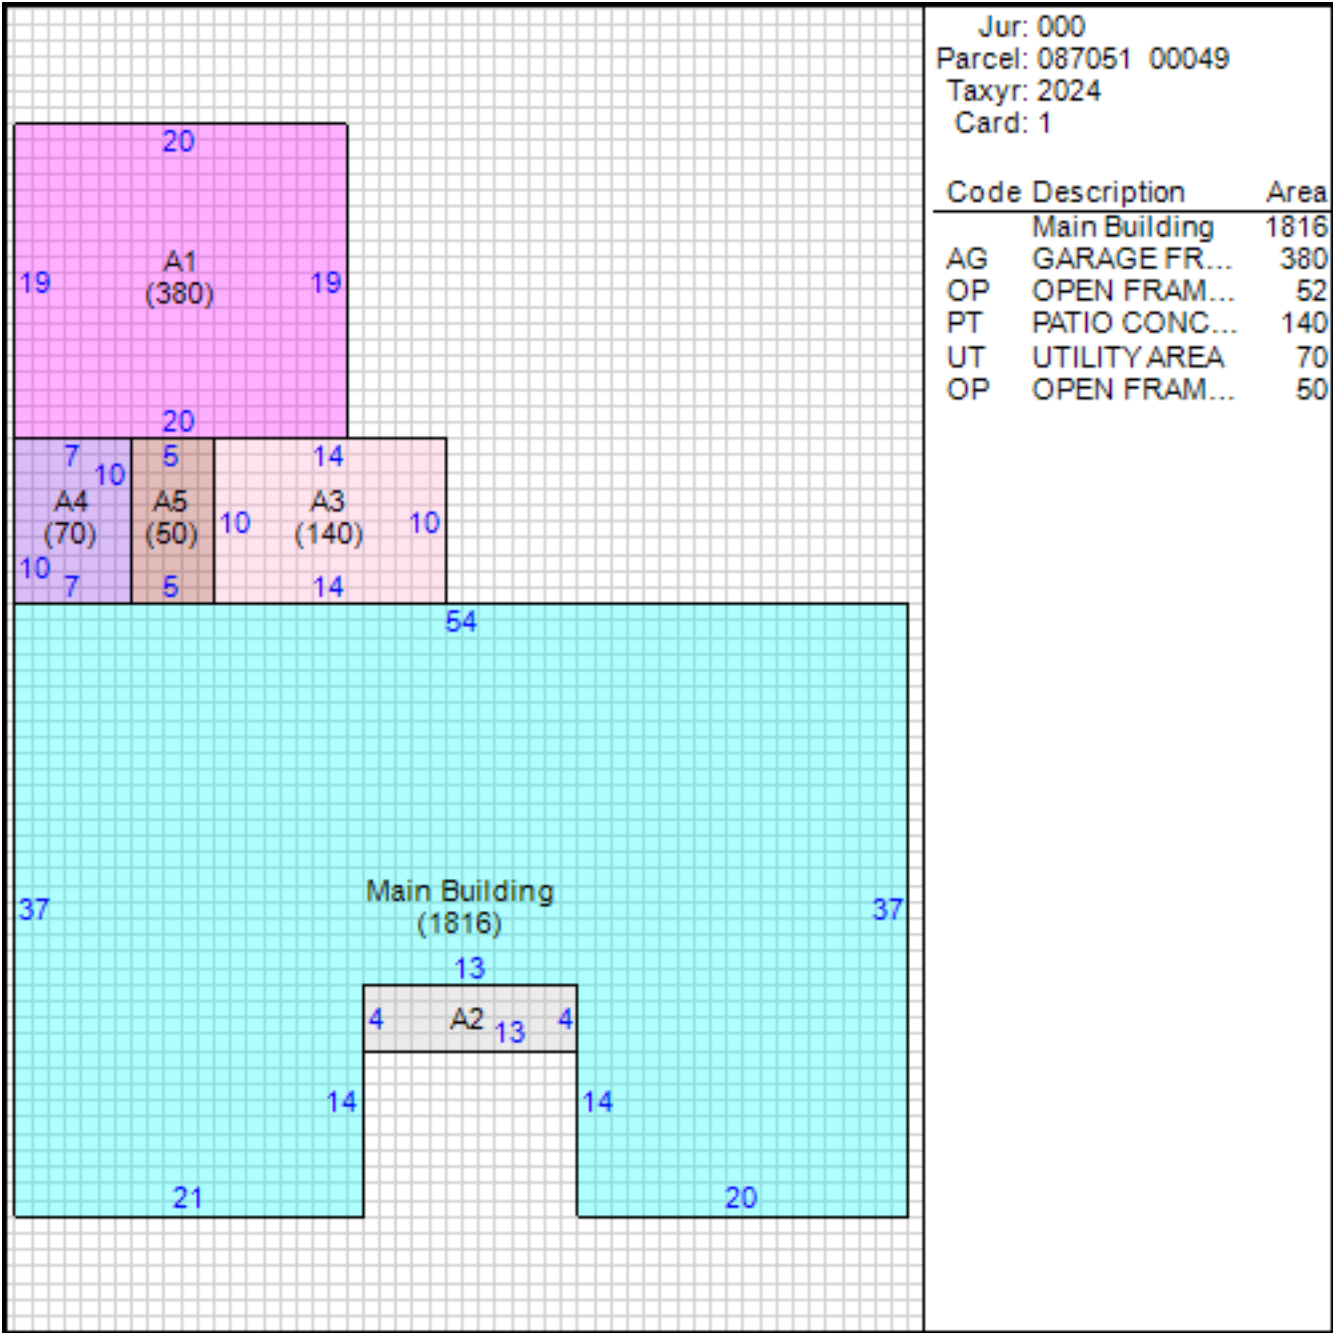 Jur: 000
Parcel: 087051 00049
Taxyr: 2024
Card: 1
Code Description Area
Main Building 1816
AG GARAGE FR... 380
OP OPEN FRAM... 52
PT PATIO CONC... 140
UT UTILITY AREA 70
OP OPEN FRAM... 50
20
19 A1 19
(380)
20
7 5 14
10
A4 A5 A3
(70) (50) 10 (140) 10
10
7 5 14
54
Main Building
37 (1816) 37
13
4 A2 13 4
14 14
21 20